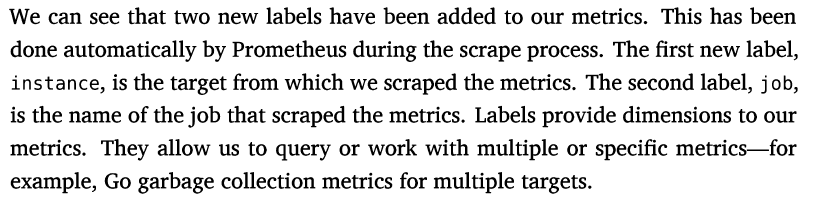 We can see that two new labels have been added to our metrics. This has been
done automatically by Prometheus during the scrape process. The first new label,
instance, is the target from which we scraped the metrics. The second label, job,
is the name of the job that scraped the metrics. Labels provide dimensions to our
metrics. They allow us to query or work with multiple or specific metrics—for
example, Go garbage collection metrics for multiple targets.